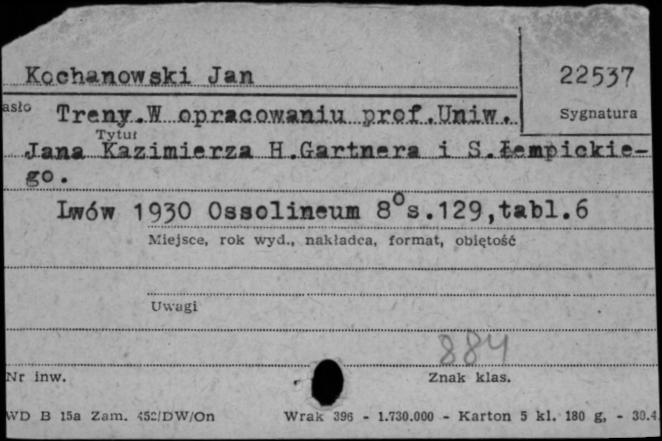 Kochanowski Jan
22537
asło
Treny.W opracowaniu prof.Uniw.
Sygnatura
Tytuł
Jana Kazimierza H.Gartnera i S.Łempickie-
go.
Lwów 1930 Ossolineum 8°s.129,tabl.6
Miejsce, rok wyd., nakładca, format, objętość
Uwagi
884
Nr inw.
Znak klas.
WD B 15a Zam. 452/DW/On Wrak 396 - 1.730.000 - Karton 5 kl. 180 g, - 30.4